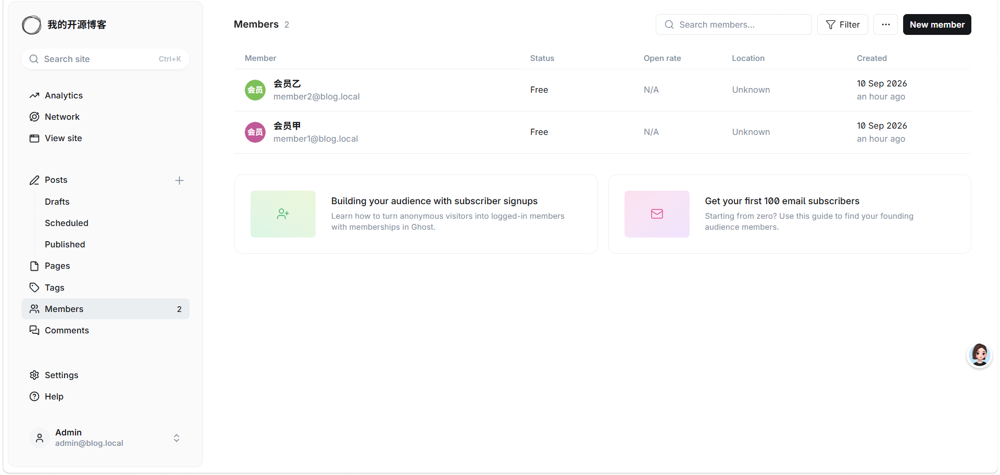 我的开源博客
Search site
Ctrl+K
Analytics
Network
View site
Posts
Drafts
Scheduled
Published
Pages
Tags
Members 2
Comments
Settings
Help
Admin
admin@blog.local
Members 2
Search members...
Filter
New member
Member Status Open rate Location Created
会员 会员乙
member2@blog.local
Free N/A Unknown
10 Sep 2026
an hour ago
会员 会员甲
member1@blog.local
Free N/A Unknown
10 Sep 2026
an hour ago
Building your audience with subscriber signups
Learn how to turn anonymous visitors into logged-in members
with memberships in Ghost.
Get your first 100 email subscribers
Starting from zero? Use this guide to find your founding
audience members.